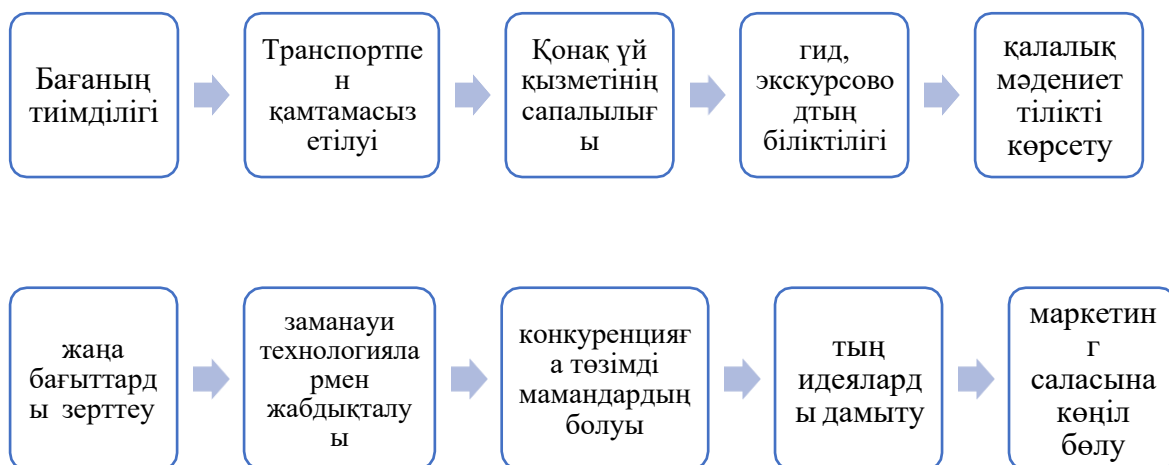 Бағаның
тиімділігі
Транспортпе
н
қамтамасыз
етілуі
Қонақ үй
қызметінің
сапалылығ
ы
гид,
экскурсово
дтың
біліктілігі
қалалық
мәдениет
тілікті
көрсету
жаңа
бағыттард
ы зерттеу
заманауи
технологияла
рмен
жабдықталу
ы
конкуренцияғ
а төзімді
мамандардың
болуы
тың
идеялард
ы дамыту
маркетин
г
саласына
көңіл
бөлу